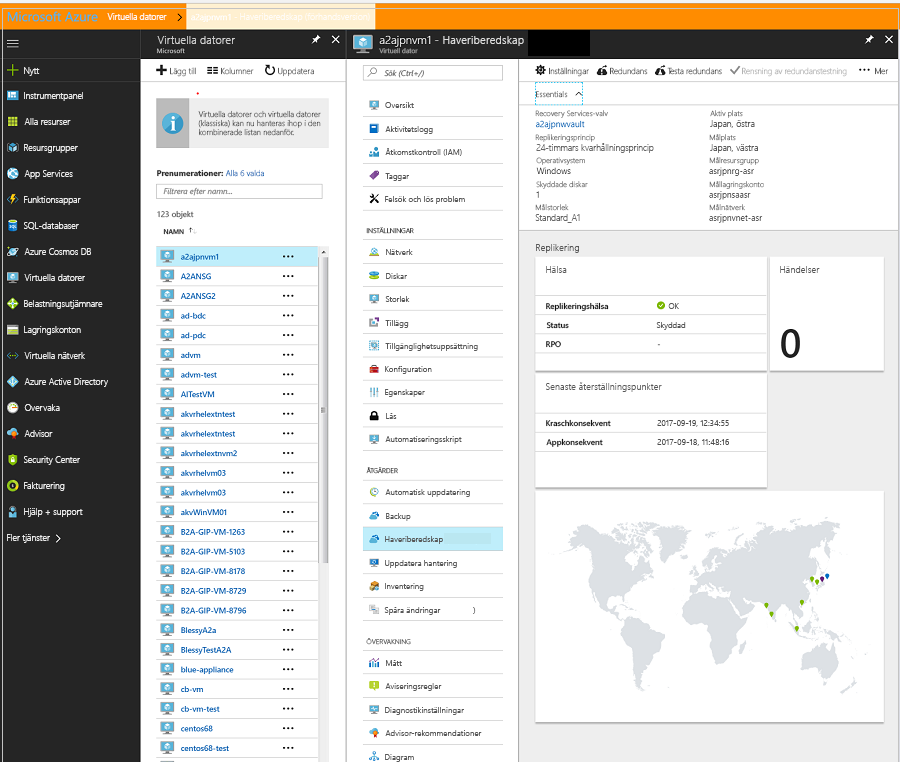 Microsoft Azure Virtuella datorer > a2ajpnvm1 - Haveriberedskap
Virtuella datorer
Microsoft
a2ajpnvm1 - Haveriberedskap
Virtuell dator
Nytt
Instrumentpanel
Alla resurser
Resursgrupper
App Services
Funktionsappar
SQL-databaser
Azure Cosmos DB
Virtuella datorer
Belastningsutjämnare
Lagringskonton
Virtuella nätverk
Azure Active Directory
Övervaka
Advisor
Security Center
Fakturering
Hjälp + support
Fler tjänster >
Lägg till Kolumner Uppdatera
Virtuella datorer och virtuella datorer
(klassiska) kan nu hanteras ihop i den
kombinerade listan nedanför.
Prenumerationer: Alla 6 valda
Filtrera efter namn...
123 objekt
NAMN
a2ajpnvm1
A2ANSG
A2ANSG2
ad-bdc
ad-pdc
advm
advm-test
AITestVM
akvrhelextntest
akvrhelextntest
akvrhelextnvm2
akvrhelvm03
akvrhelvm03
akvWinVM01
B2A-GIP-VM-1263
B2A-GIP-VM-5103
B2A-GIP-VM-8178
B2A-GIP-VM-8729
B2A-GIP-VM-8796
BlessyA2a
BlessyTestA2A
blue-appliance
cb-vm
cb-vm-test
centos68
centos68-test
Sök (Ctrl+/)
Översikt
Aktivitetslogg
Åtkomstkontroll (IAM)
Taggar
Felsök och lös problem
INSTÄLLNINGAR
Nätverk
Diskar
Storlek
Tillägg
Tillgänglighetsuppsättning
Konfiguration
Egenskaper
Lås
Automatiseringsskript
ÅTGÄRDER
Automatisk uppdatering
Backup
Haveriberedskap
Uppdatera hantering
Inventering
Spåra ändringar )
ÖVERVAKNING
Mått
Aviseringsregler
Diagnostikinställningar
Advisor-rekommendationer
Diagram
Inställningar Redundans Testa redundans Rensning av redundanstestning Mer
Essentials
Recovery Services-valv
a2ajpnwvault
Replikeringsprincip
24-timmars kvarhållningsprincip
Operativsystem
Windows
Skyddade diskar
1
Målstorlek
Standard_A1
Aktiv plats
Japan, östra
Målplats
Japan, västra
Målresursgrupp
asrjpnrg-asr
Mållagringskonto
asrjpnsaasr
Målnätverk
asrjpnvnet-asr
Replikering
Hälsa
Replikeringshälsa OK
Status Skyddad
RPO -
Händelser
0
Senaste återställningspunkter
Kraschkonsekvent 2017-09-19, 12:34:55
Appkonsekvent 2017-09-18, 11:48:16